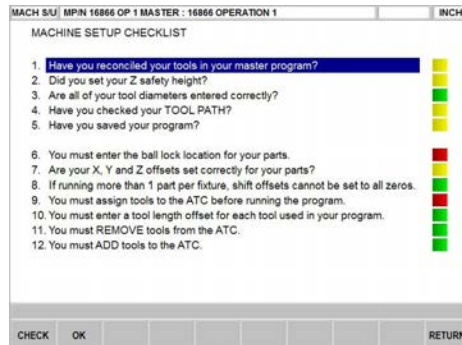 MACH S/U MP/N 16866 OP 1 MASTER : 16866 OPERATION 1 INCH
MACHINE SETUP CHECKLIST
1. Have you reconciled your tools in your master program?
2. Did you set your Z safety height?
3. Are all of your tool diameters entered correctly?
4. Have you checked your TOOL PATH?
5. Have you saved your program?
6. You must enter the ball lock location for your parts.
7. Are your X, Y and Z offsets set correctly for your parts?
8. If running more than 1 part per fixture, shift offsets cannot be set to all zeros.
9. You must assign tools to the ATC before running the program.
10. You must enter a tool length offset for each tool used in your program.
11. You must REMOVE tools from the ATC.
12. You must ADD tools to the ATC.
CHECK OK RETURN